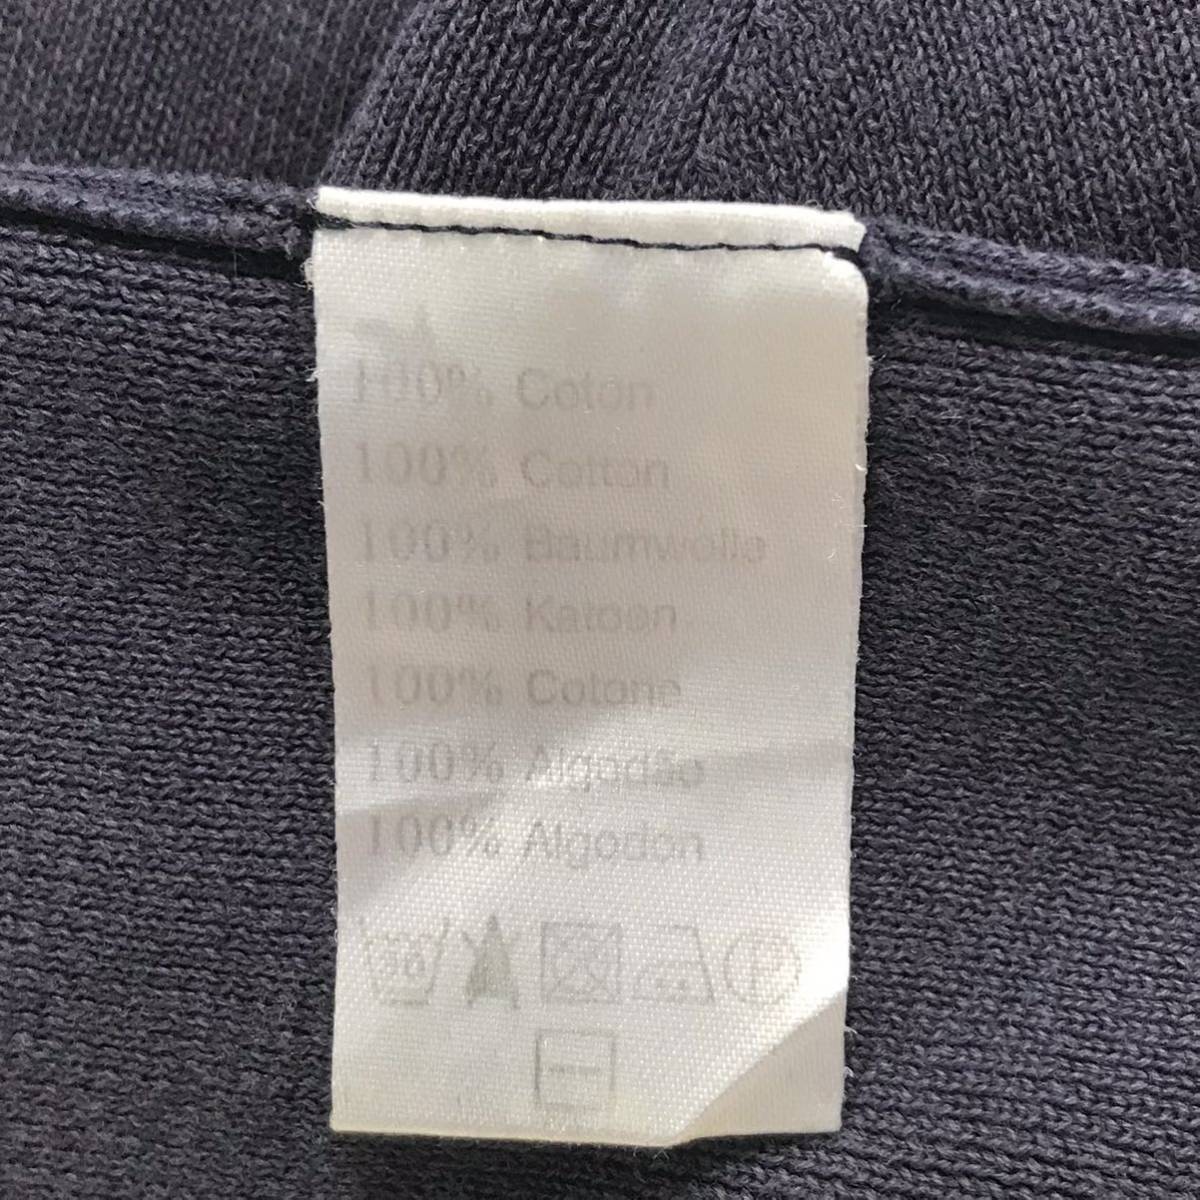 100% Coton
100% Cotton
100% Baumwolle
100% Katoen
100% Cotone
100% Algodão
100% Algodon
30 P